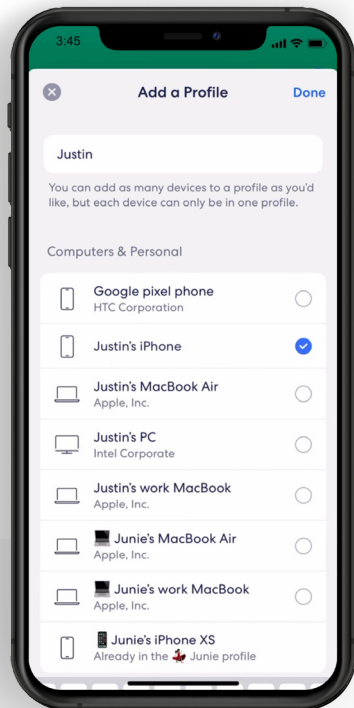 3:45
Add a Profile
Done
Justin
You can add as many devices to a profile as you'd
like, but each device can only be in one profile.
Computers & Personal
Google pixel phone
HTC Corporation
Justin's iPhone
Justin's MacBook Air
Apple, Inc.
Justin's PC
Intel Corporate
Justin's work MacBook
Apple, Inc.
💻 Junie's MacBook Air
Apple, Inc.
💻 Junie's work MacBook
Apple, Inc.
📱 Junie's iPhone XS
Already in the 💃 Junie profile